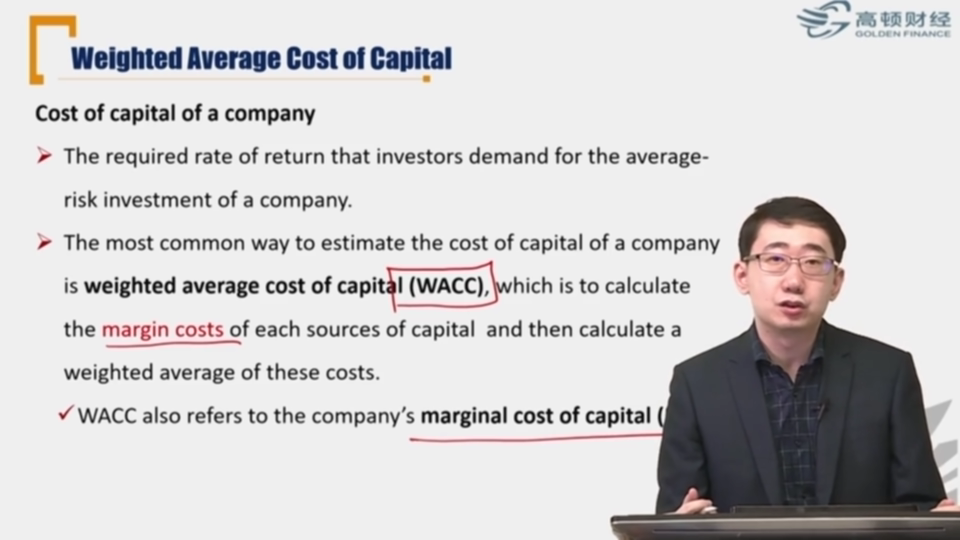 Weighted Average Cost of Capital
高顿财经
GOLDEN FINANCE
Cost of capital of a company
The required rate of return that investors demand for the average-
risk investment of a company.
The most common way to estimate the cost of capital of a company
is weighted average cost of capital (WACC), which is to calculate
the margin costs of each sources of capital and then calculate a
weighted average of these costs.
WACC also refers to the company's marginal cost of capital (